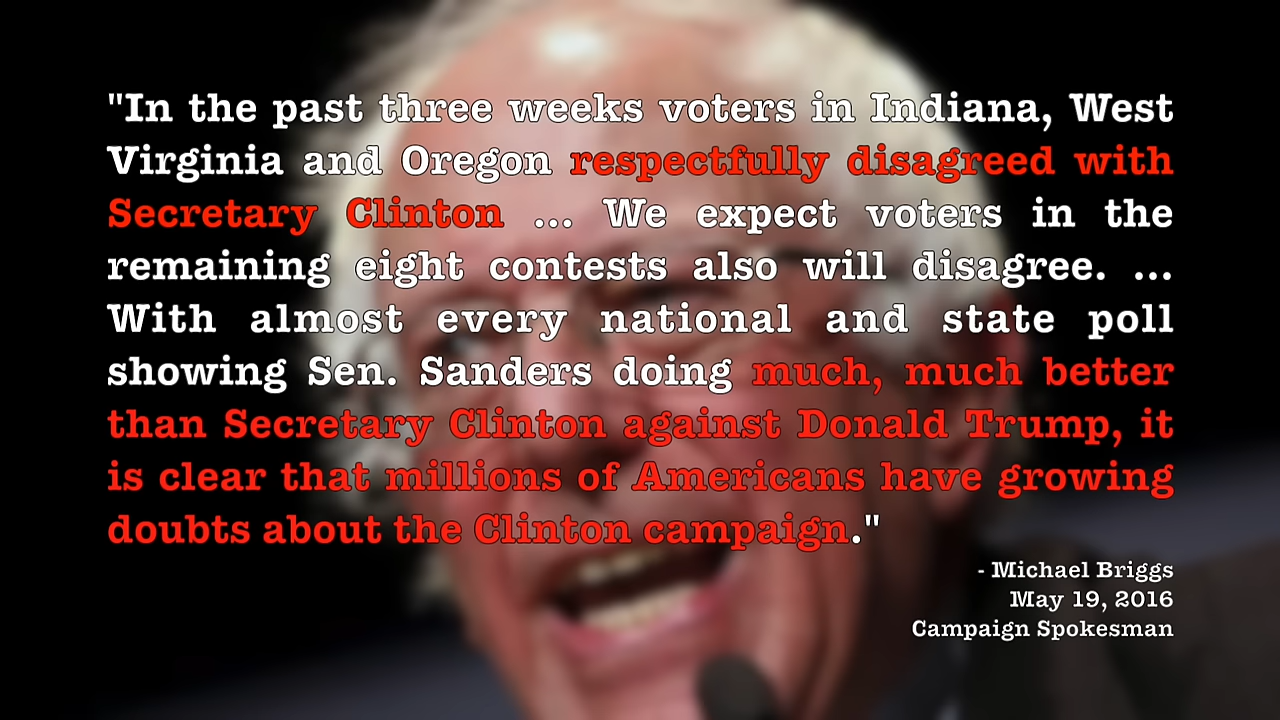 "In the past three weeks voters in Indiana, West
Virginia and Oregon respectfully disagreed with
Secretary Clinton ... We expect voters in the
remaining eight contests also will disagree. ...
With almost every national and state poll
showing Sen. Sanders doing much, much better
than Secretary Clinton against Donald Trump, it
is clear that millions of Americans have growing
doubts about the Clinton campaign."
- Michael Briggs
May 19, 2016
Campaign Spokesman